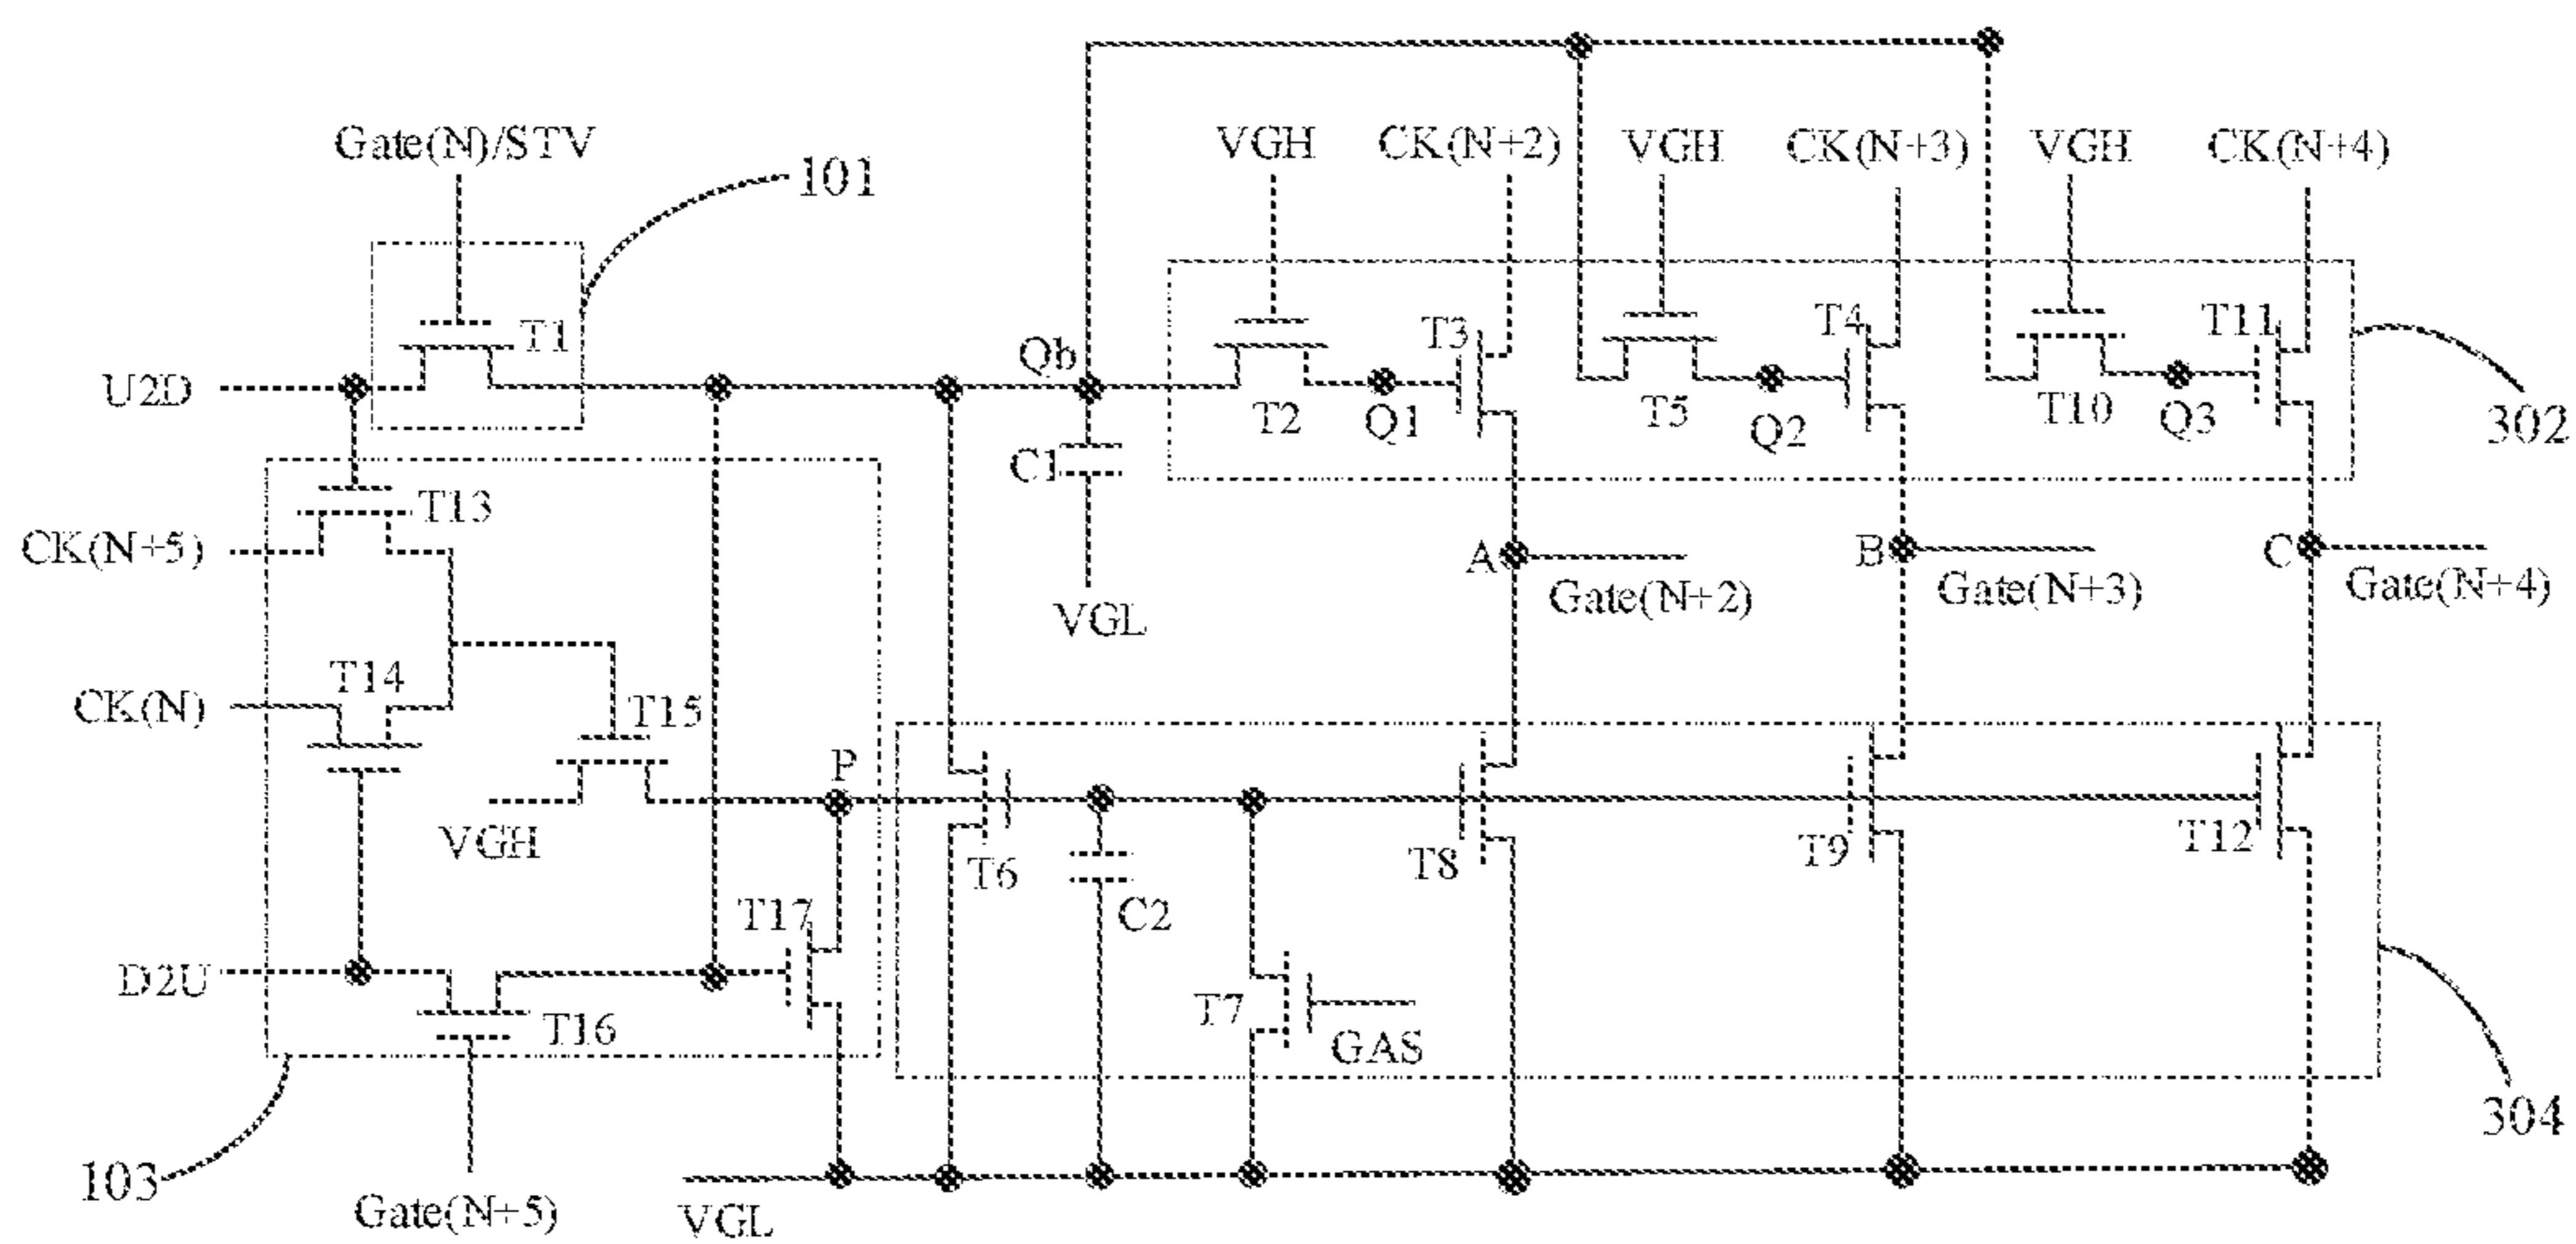 Gate(N)/STV
101
VGH
CK(N+2)
VGH
CK(N+3)
VGH
CK(N+4)
T1
U2D
Qb
T2
Q1
T3
T5
Q2
T4
T10
Q3
T11
302
C1
VGL
T13
CK(N+5)
A
Gate(N+2)
B
Gate(N+3)
C
Gate(N+4)
T14
CK(N)
T15
VGH
P
T6
C2
T8
T9
T12
T17
D2U
T16
T7
GAS
304
103
Gate(N+5)
VGL